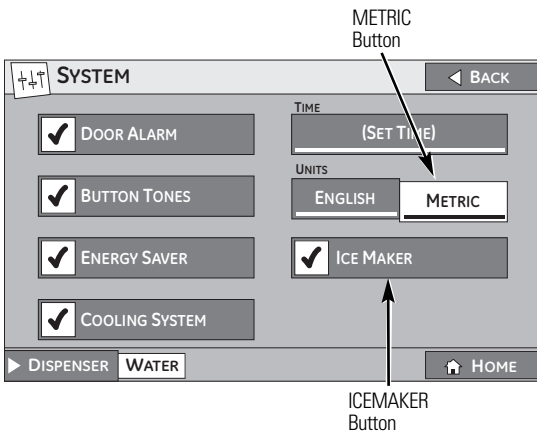 METRIC
Button
SYSTEM
BACK
DOOR ALARM
TIME
(SET TIME)
BUTTON TONES
UNITS
ENGLISH
METRIC
ENERGY SAVER
ICE MAKER
COOLING SYSTEM
DISPENSER WATER
HOME
ICEMAKER
Button